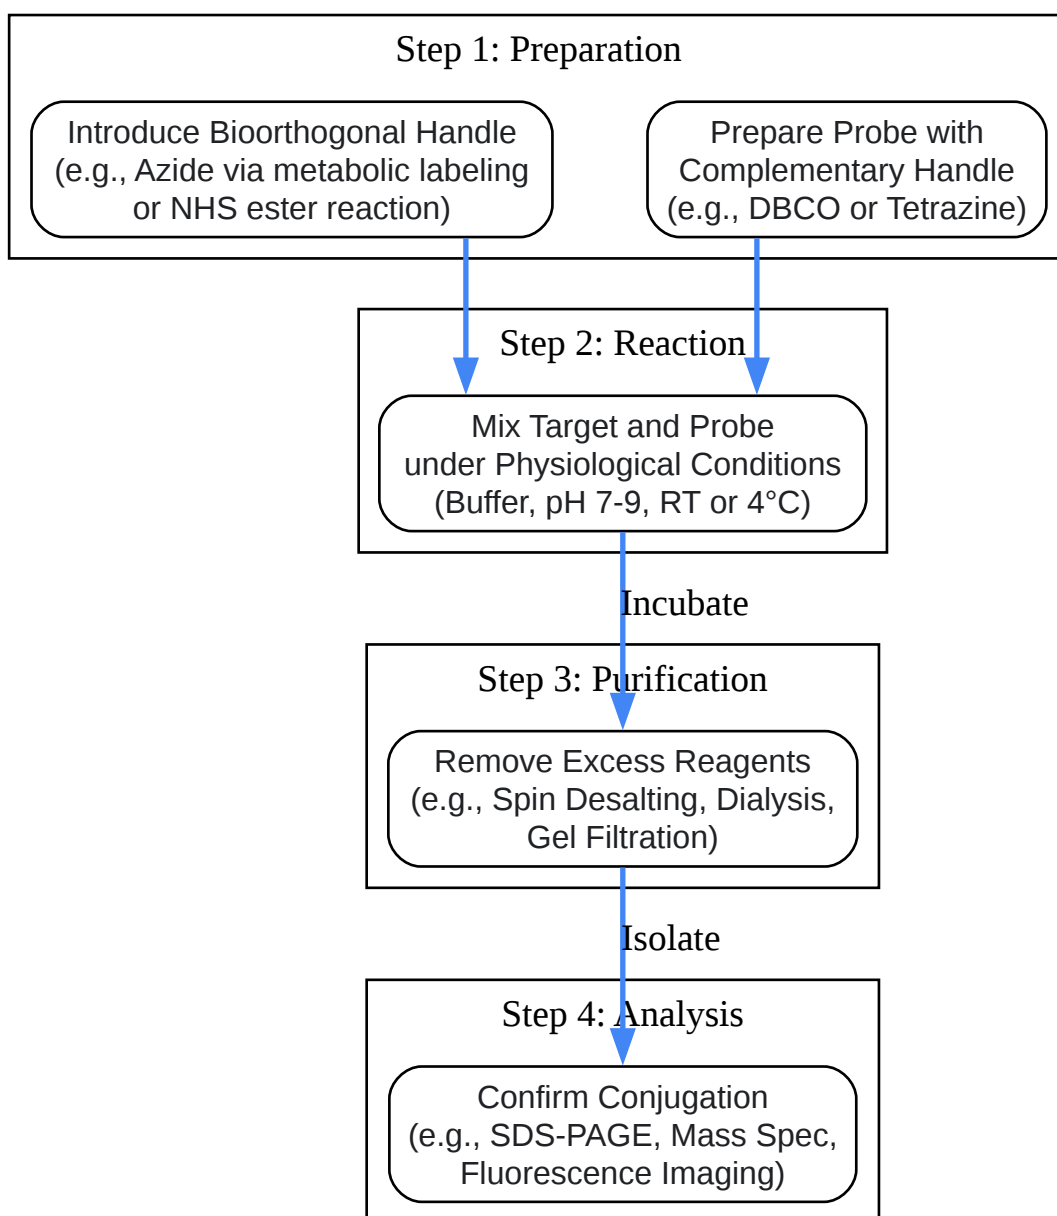 Step 1: Preparation
Introduce Bioorthogonal Handle
(e.g., Azide via metabolic labeling
or NHS ester reaction)
Prepare Probe with
Complementary Handle
(e.g., DBCO or Tetrazine)
Step 2: Reaction
Mix Target and Probe
under Physiological Conditions
(Buffer, pH 7-9, RT or 4°C)
Incubate
Step 3: Purification
Remove Excess Reagents
(e.g., Spin Desalting, Dialysis,
Gel Filtration)
Isolate
Step 4: Analysis
Confirm Conjugation
(e.g., SDS-PAGE, Mass Spec,
Fluorescence Imaging)